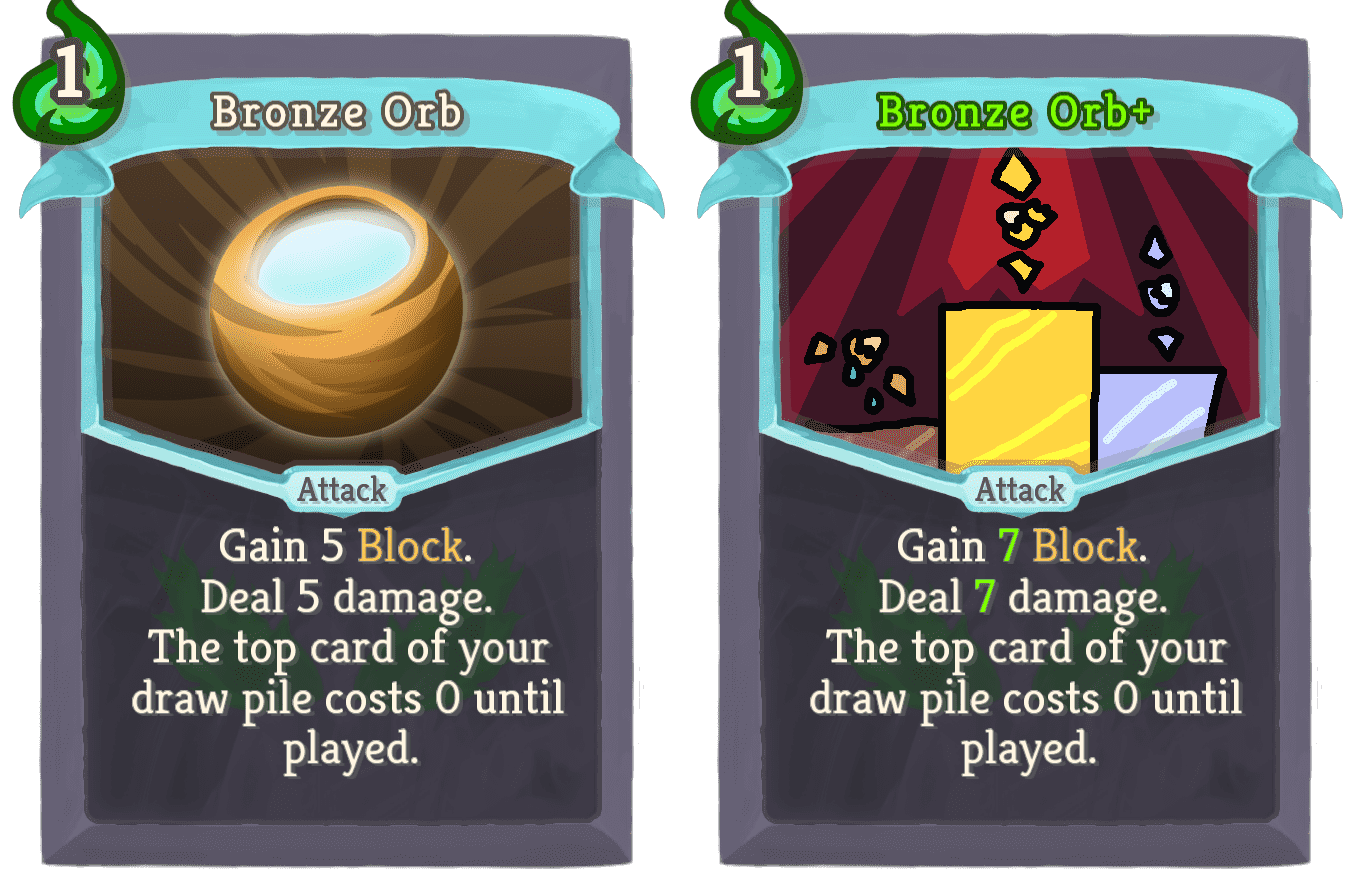 1
Bronze Orb
Attack
Gain 5 Block.
Deal 5 damage.
The top card of your
draw pile costs 0 until
played.
1
Bronze Orb+
Attack
Gain 7 Block.
Deal 7 damage.
The top card of your
draw pile costs 0 until
played.